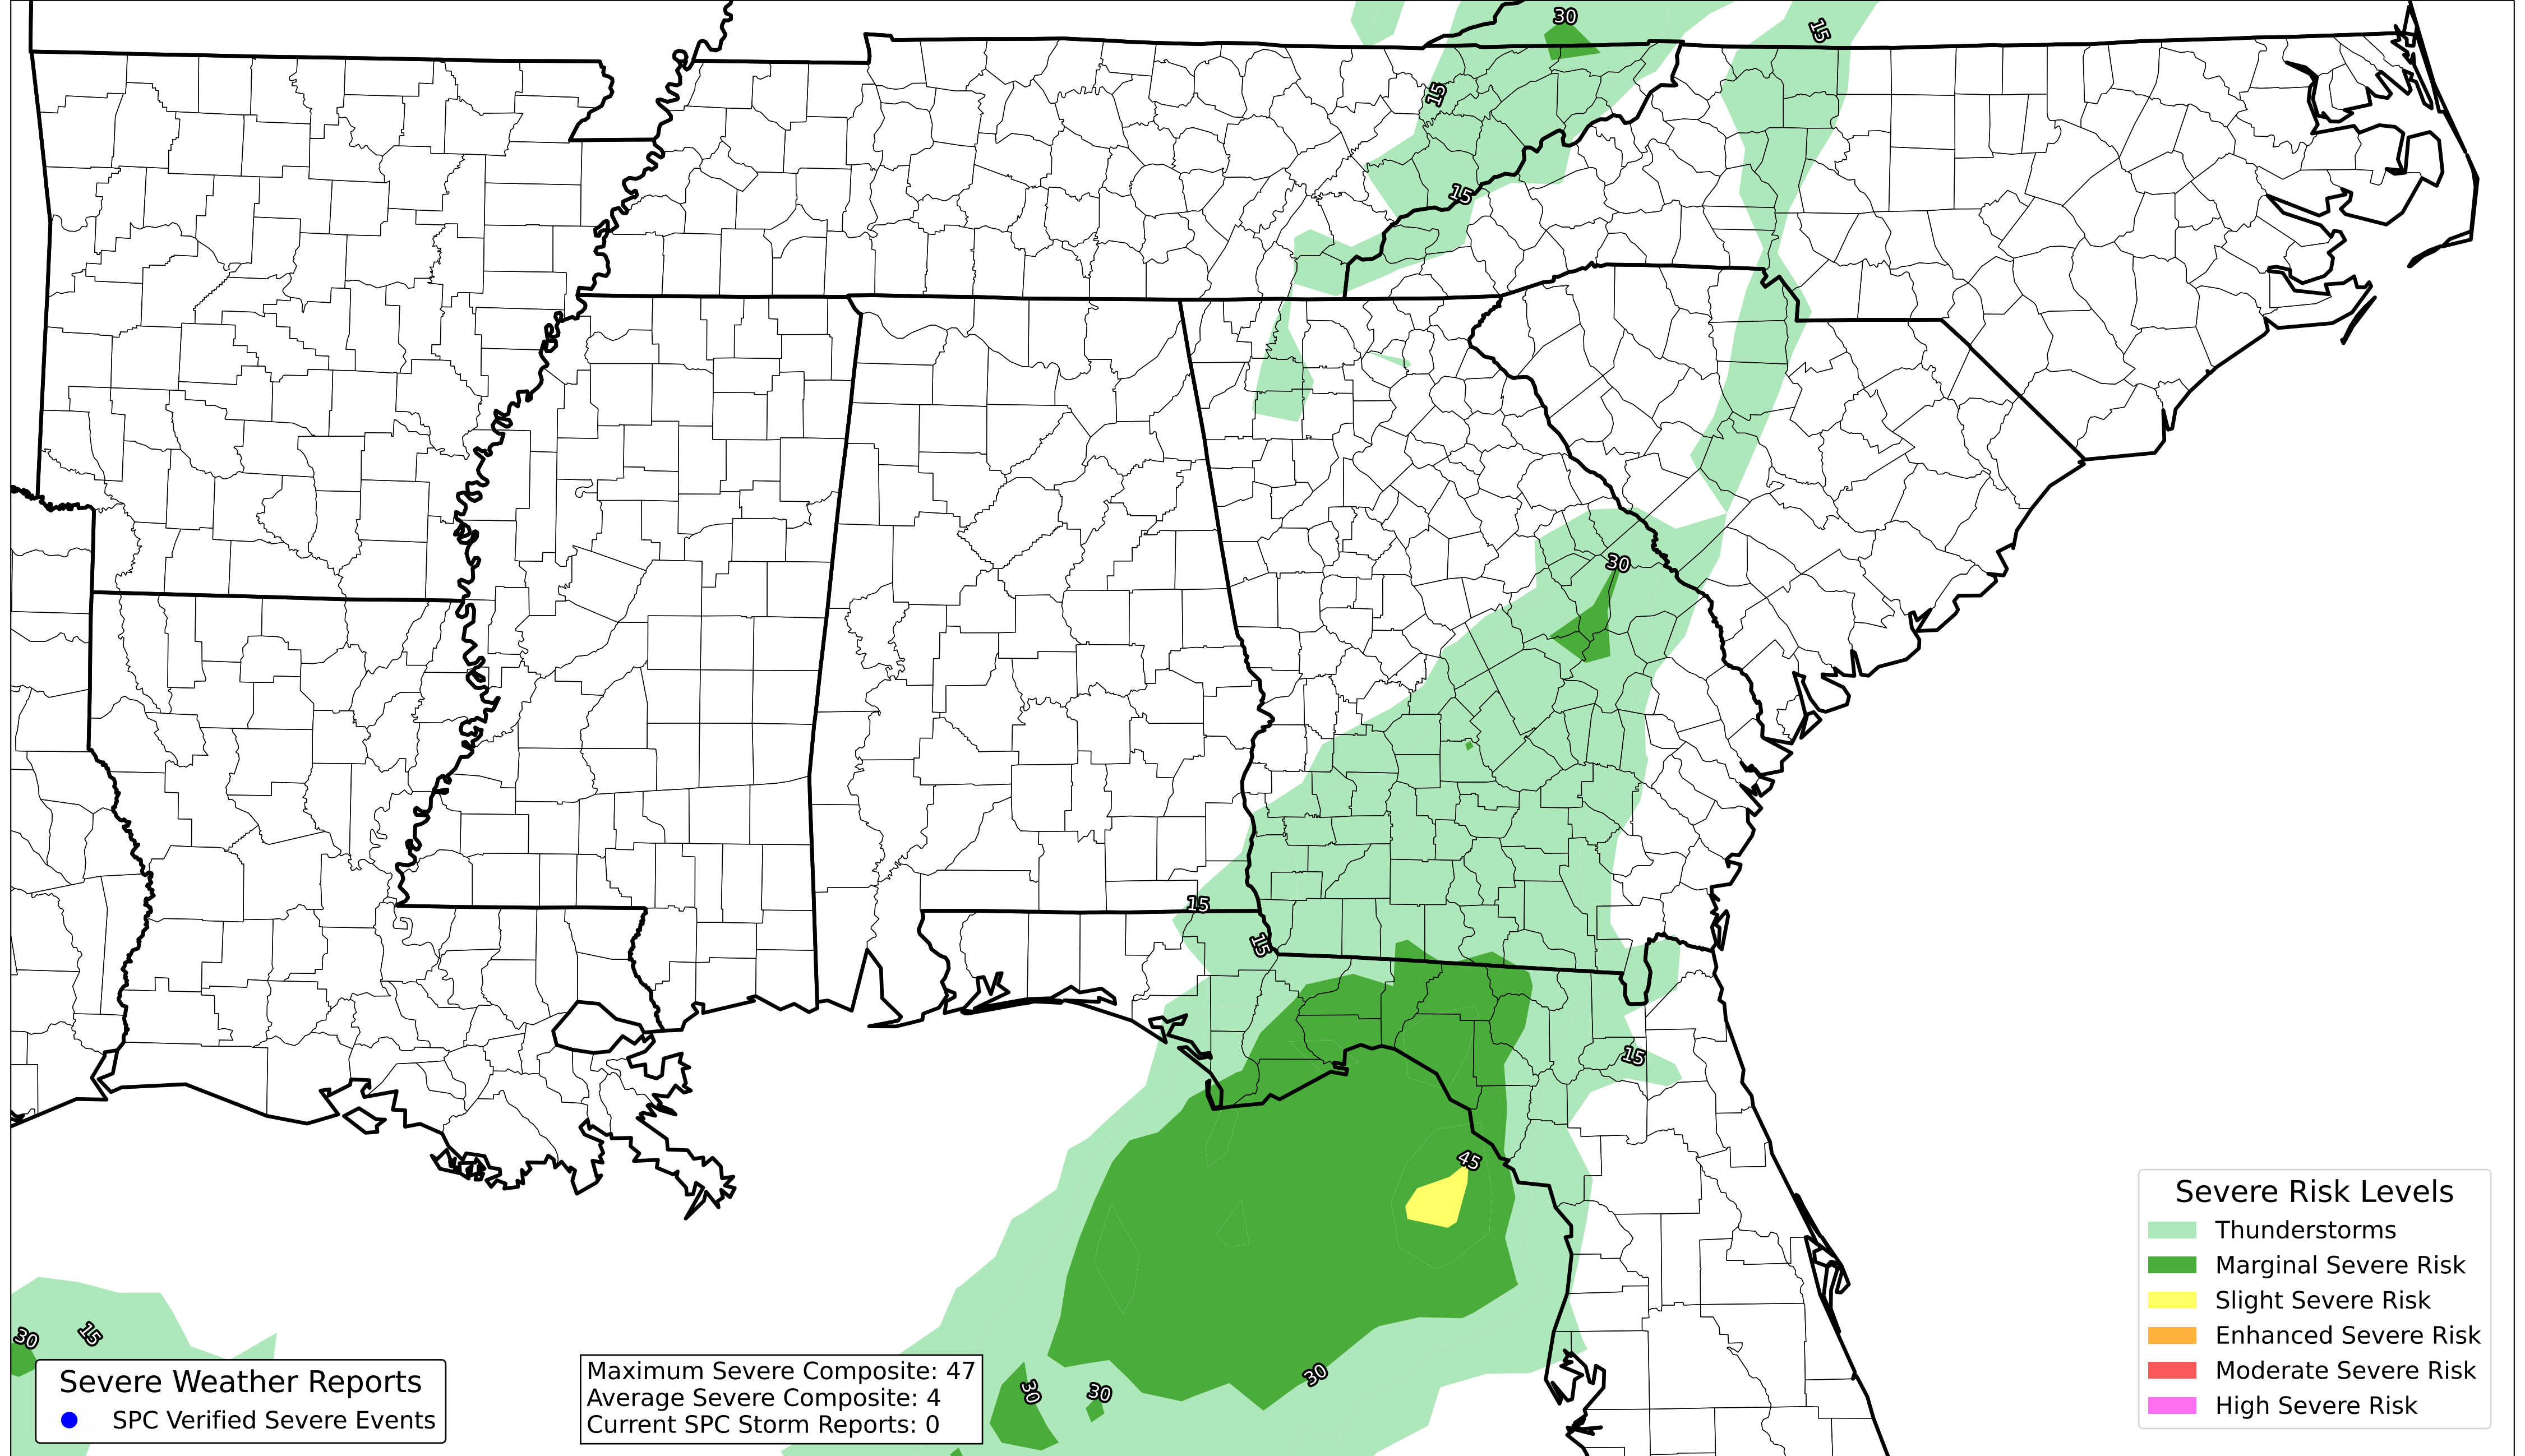 30
15
15
15
30
15
15
15
45
30
15
30
30
30
Severe Weather Reports
SPC Verified Severe Events
Maximum Severe Composite: 47
Average Severe Composite: 4
Current SPC Storm Reports: 0
Severe Risk Levels
Thunderstorms
Marginal Severe Risk
Slight Severe Risk
Enhanced Severe Risk
Moderate Severe Risk
High Severe Risk